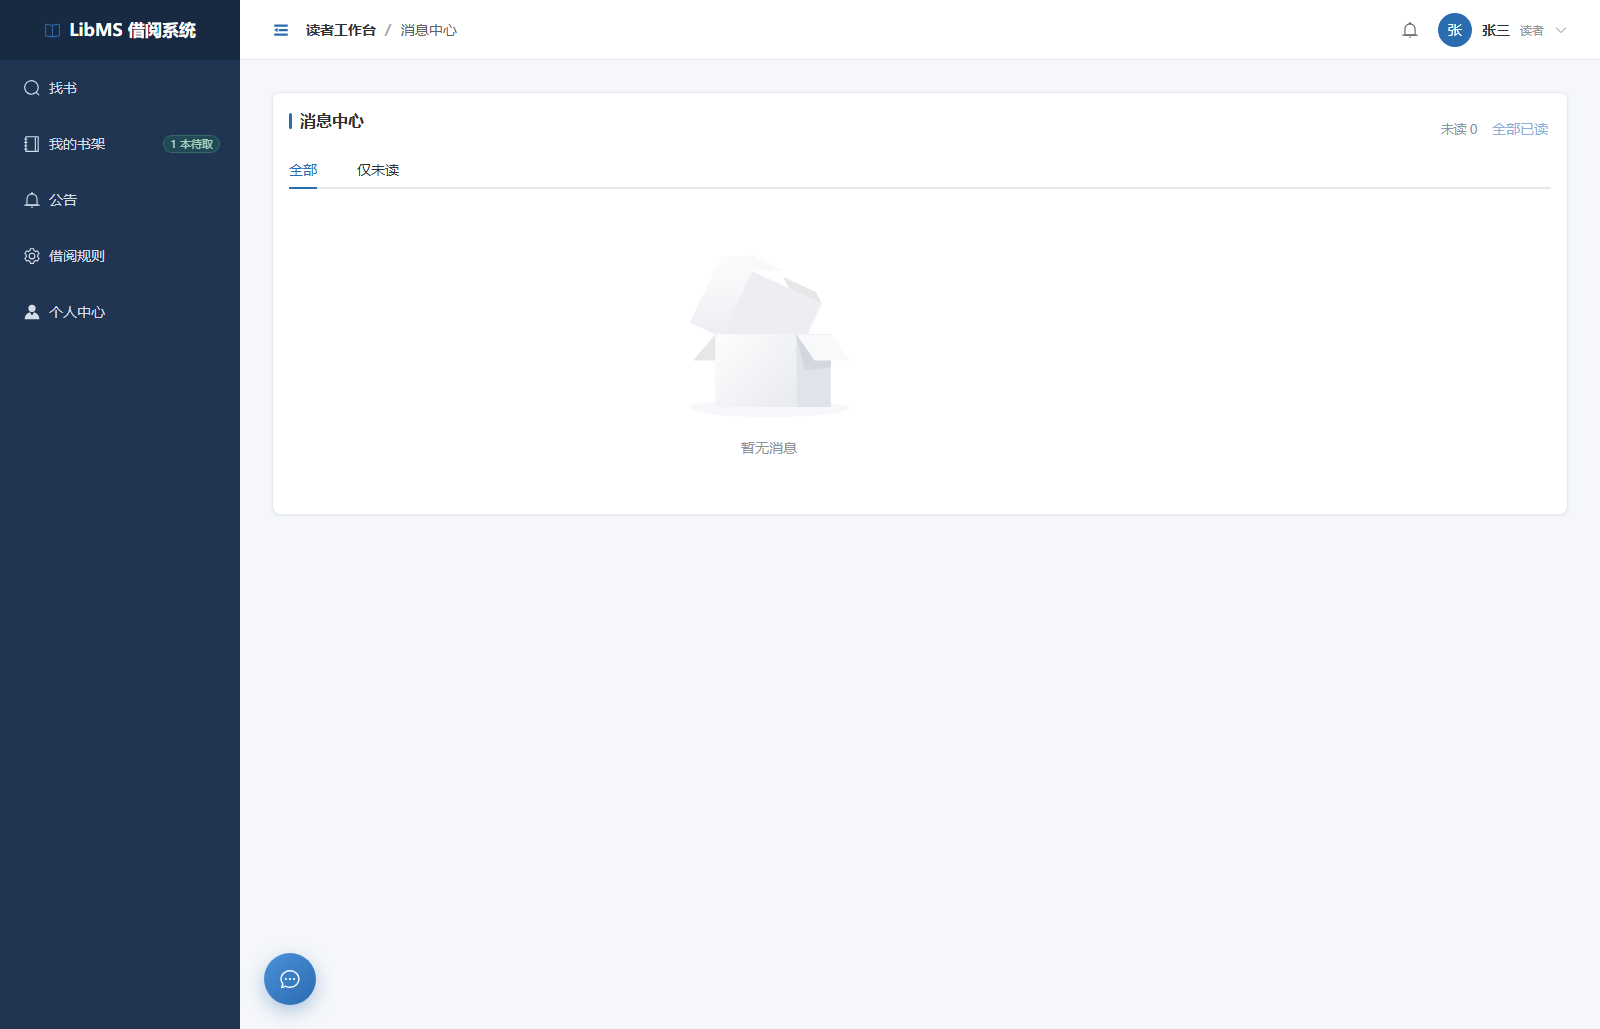 LibMS 借阅系统
读者工作台 / 消息中心
张 张三 读者
找书
我的书架 1 本待取
公告
借阅规则
个人中心
消息中心
未读 0 全部已读
全部 仅未读
暂无消息